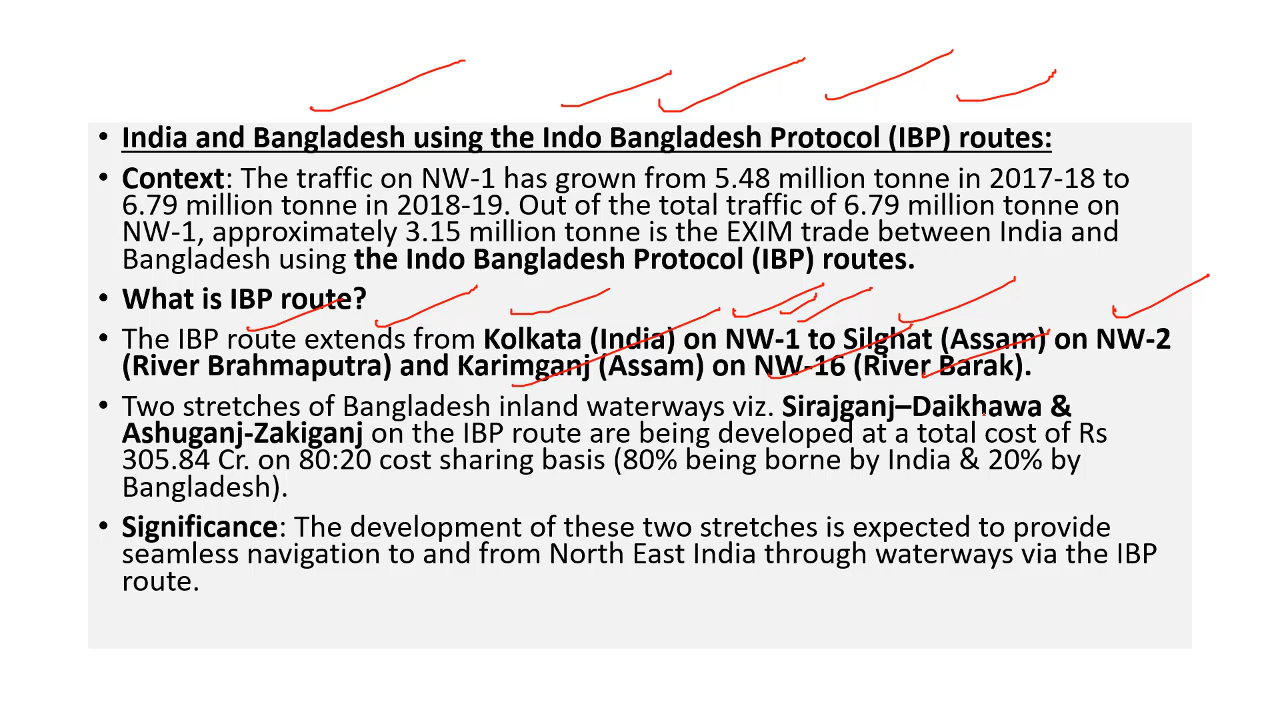 • India and Bangladesh using the Indo Bangladesh Protocol (IBP) routes:
• Context: The traffic on NW-1 has grown from 5.48 million tonne in 2017-18 to
6.79 million tonne in 2018-19. Out of the total traffic of 6.79 million tonne on
NW-1, approximately 3.15 million tonne is the EXIM trade between India and
Bangladesh using the Indo Bangladesh Protocol (IBP) routes.
• What is IBP route?
• The IBP route extends from Kolkata (India) on NW-1 to Silghat (Assam) on NW-2
(River Brahmaputra) and Karimganj (Assam) on NW-16 (River Barak).
• Two stretches of Bangladesh inland waterways viz. Sirajganj–Daikhawa &
Ashuganj-Zakiganj on the IBP route are being developed at a total cost of Rs
305.84 Cr. on 80:20 cost sharing basis (80% being borne by India & 20% by
Bangladesh).
• Significance: The development of these two stretches is expected to provide
seamless navigation to and from North East India through waterways via the IBP
route.